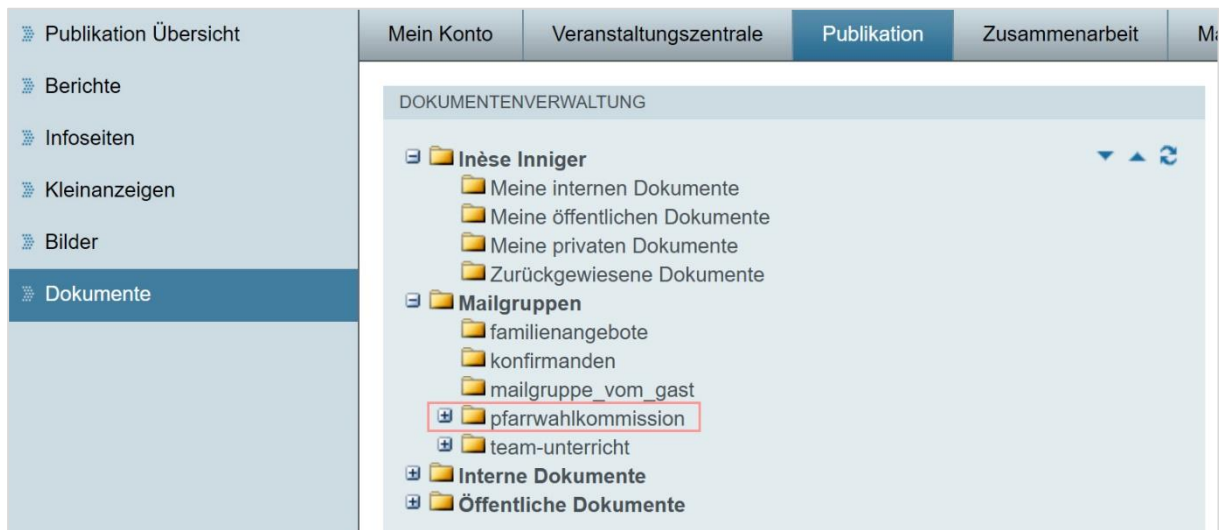 Publikation Übersicht
Berichte
Infoseiten
Kleinanzeigen
Bilder
Dokumente
Mein Konto
Veranstaltungszentrale
Publikation
Zusammenarbeit
DOKUMENTENVERWALTUNG
Inèse Inniger
Meine internen Dokumente
Meine öffentlichen Dokumente
Meine privaten Dokumente
Zurückgewiesene Dokumente
Mailgruppen
familienangebote
konfirmanden
mailgruppe_vom_gast
pfarrwahlkommission
team-unterricht
Interne Dokumente
Öffentliche Dokumente